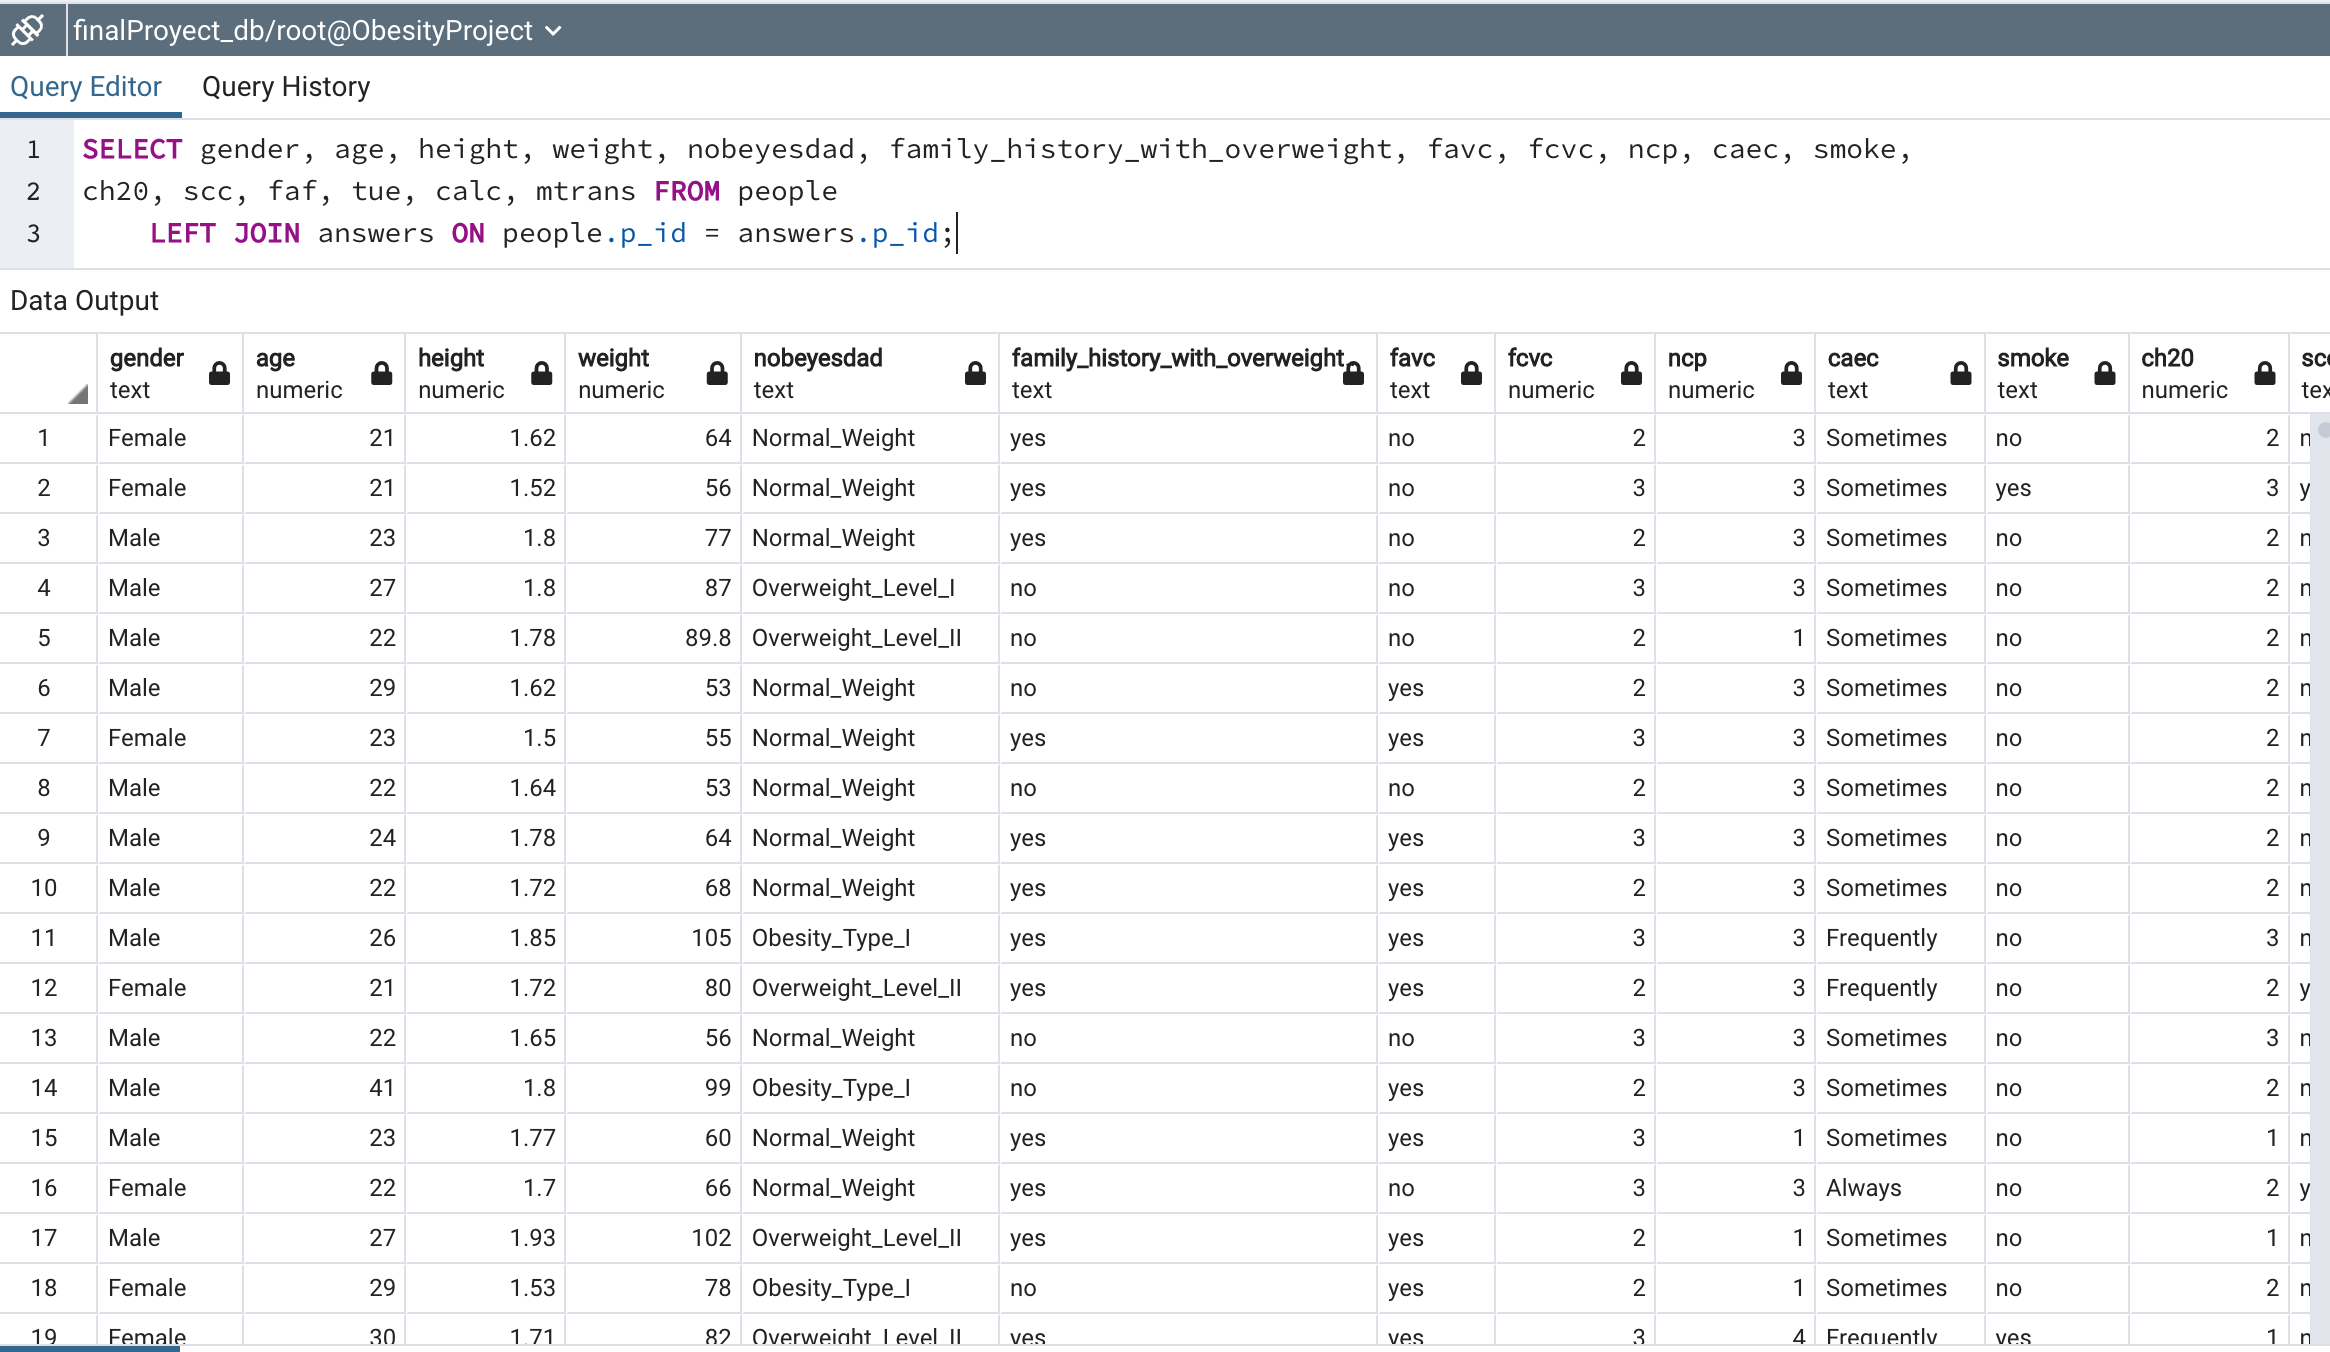 finalProyect_db/root@ObesityProject
Query Editor Query History
1 SELECT gender, age, height, weight, nobeyesdad, family_history_with_overweight, favc, fcvc, ncp, caec, smoke,
2 ch20, scc, faf, tue, calc, mtrans FROM people
3 LEFT JOIN answers ON people.p_id = answers.p_id;
Data Output
gender age height weight nobeyesdad family_history_with_overweight favc fcvc ncp caec smoke ch20
text numeric numeric numeric text text text numeric numeric text text numeric
1 Female 21 1.62 64 Normal_Weight yes no 2 3 Sometimes no 2
2 Female 21 1.52 56 Normal_Weight yes no 3 3 Sometimes yes 3
3 Male 23 1.8 77 Normal_Weight yes no 2 3 Sometimes no 2
4 Male 27 1.8 87 Overweight_Level_I no no 3 3 Sometimes no 2
5 Male 22 1.78 89.8 Overweight_Level_II no no 2 1 Sometimes no 2
6 Male 29 1.62 53 Normal_Weight no yes 2 3 Sometimes no 2
7 Female 23 1.5 55 Normal_Weight yes yes 3 3 Sometimes no 2
8 Male 22 1.64 53 Normal_Weight no no 2 3 Sometimes no 2
9 Male 24 1.78 64 Normal_Weight yes yes 3 3 Sometimes no 2
10 Male 22 1.72 68 Normal_Weight yes yes 2 3 Sometimes no 2
11 Male 26 1.85 105 Obesity_Type_I yes yes 3 3 Frequently no 3
12 Female 21 1.72 80 Overweight_Level_II yes yes 2 3 Frequently no 2
13 Male 22 1.65 56 Normal_Weight no no 3 3 Sometimes no 3
14 Male 41 1.8 99 Obesity_Type_I no yes 2 3 Sometimes no 2
15 Male 23 1.77 60 Normal_Weight yes yes 3 1 Sometimes no 1
16 Female 22 1.7 66 Normal_Weight yes no 3 3 Always no 2
17 Male 27 1.93 102 Overweight_Level_II yes yes 2 1 Sometimes no 1
18 Female 29 1.53 78 Obesity_Type_I no yes 2 1 Sometimes no 2
19 Female 30 1.71 82 Overweight_Level_II yes yes 3 4 Frequently yes 1